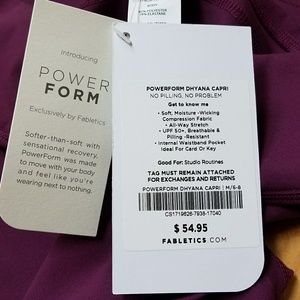 Introducing
POWER
FORM
Exclusively by Fabletics
Softer-than-soft with
sensational recovery,
PowerForm was made
to move with your body
and feel like you're
wearing next to nothing.
POWERFORM DHYANA CAPRI
NO PILLING, NO PROBLEM
Get to know me
• Soft, Moisture-Wicking
Compression Fabric
• All-Way Stretch
• UPF 50+, Breathable &
Pilling-Resistant
• Internal Waistband Pocket
Ideal For Card Or Key
Good For: Studio Routines
TAG MUST REMAIN ATTACHED
FOR EXCHANGES AND RETURNS
POWERFORM DHYANA CAPRI | M/6-8
CS1719626-7938-17040
$ 54.95
FABLETICS.COM